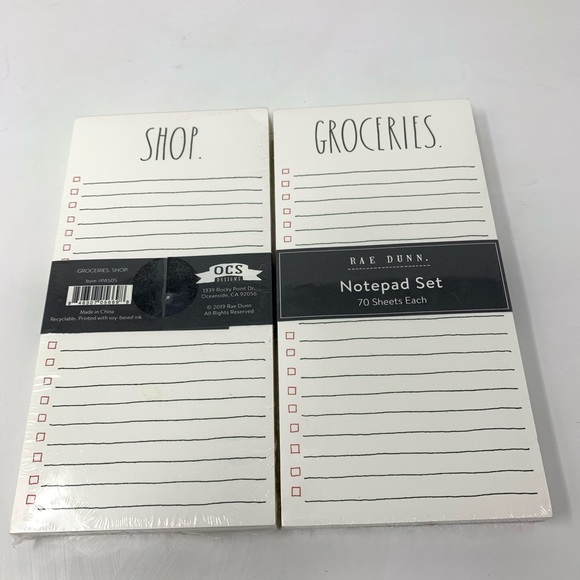 SHOP.
GROCERIES. SHOP.
Made in China
Recyclable. Printed with soy-based ink.
OCS
DESIGNS
1339 Rocky Point Dr.
Oceanside, CA 92056
© 2019 Rae Dunn
All Rights Reserved
GROCERIES.
RAE DUNN.
Notepad Set
70 Sheets Each